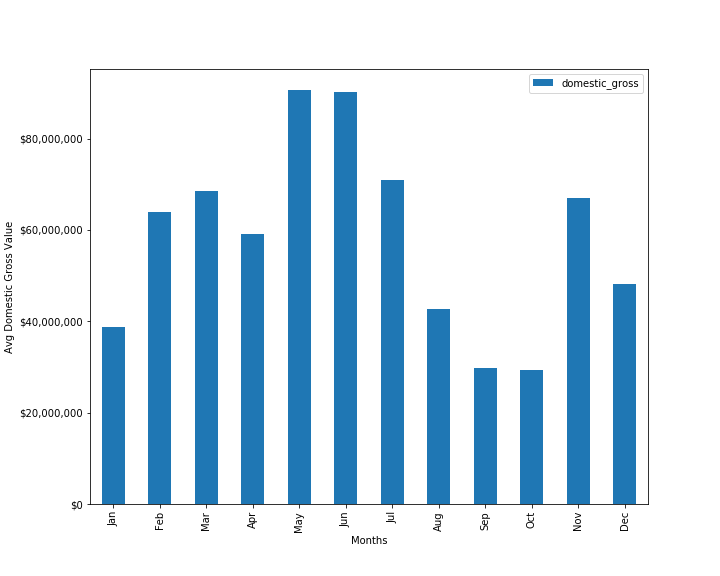 domestic_gross
$80,000,000
$60,000,000
$40,000,000
$20,000,000
$0
Avg Domestic Gross Value
Jan
Feb
Mar
Apr
May
Jun
Jul
Aug
Sep
Oct
Nov
Dec
Months